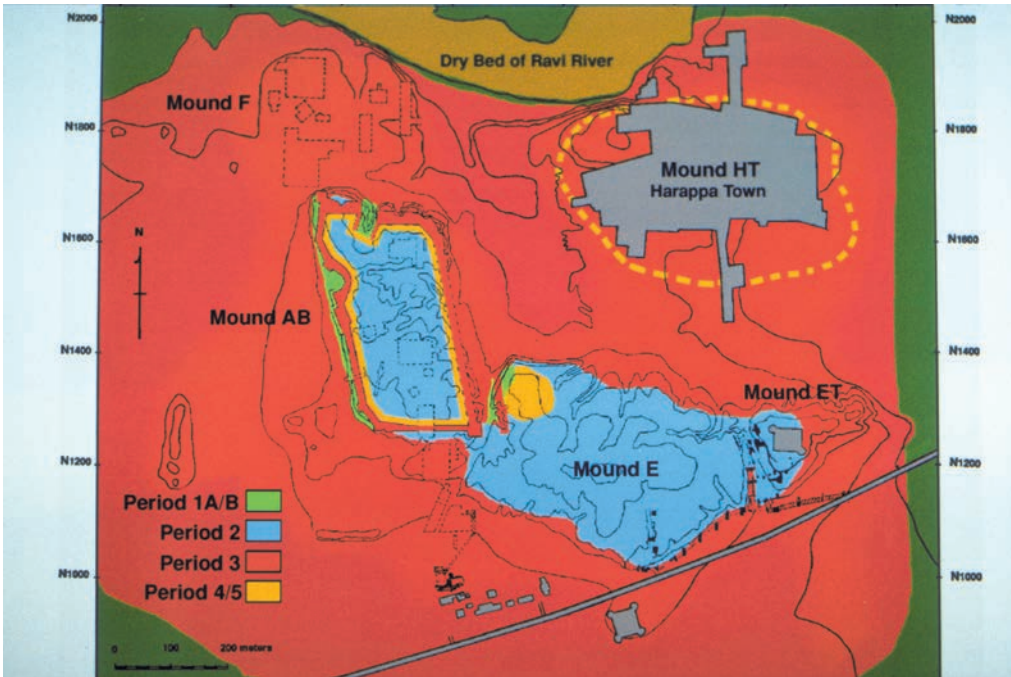 N2000
N2000
Dry Bed of Ravi River
Mound F
N1800
N1800
Mound HT
Harappa Town
N1600
N1600
N
Mound AB
N1400
N1400
Mound ET
Mound E
N1200
N1200
Period 1A/B
Period 2
Period 3
Period 4/5
N1000
N1000
0 100 200 meters